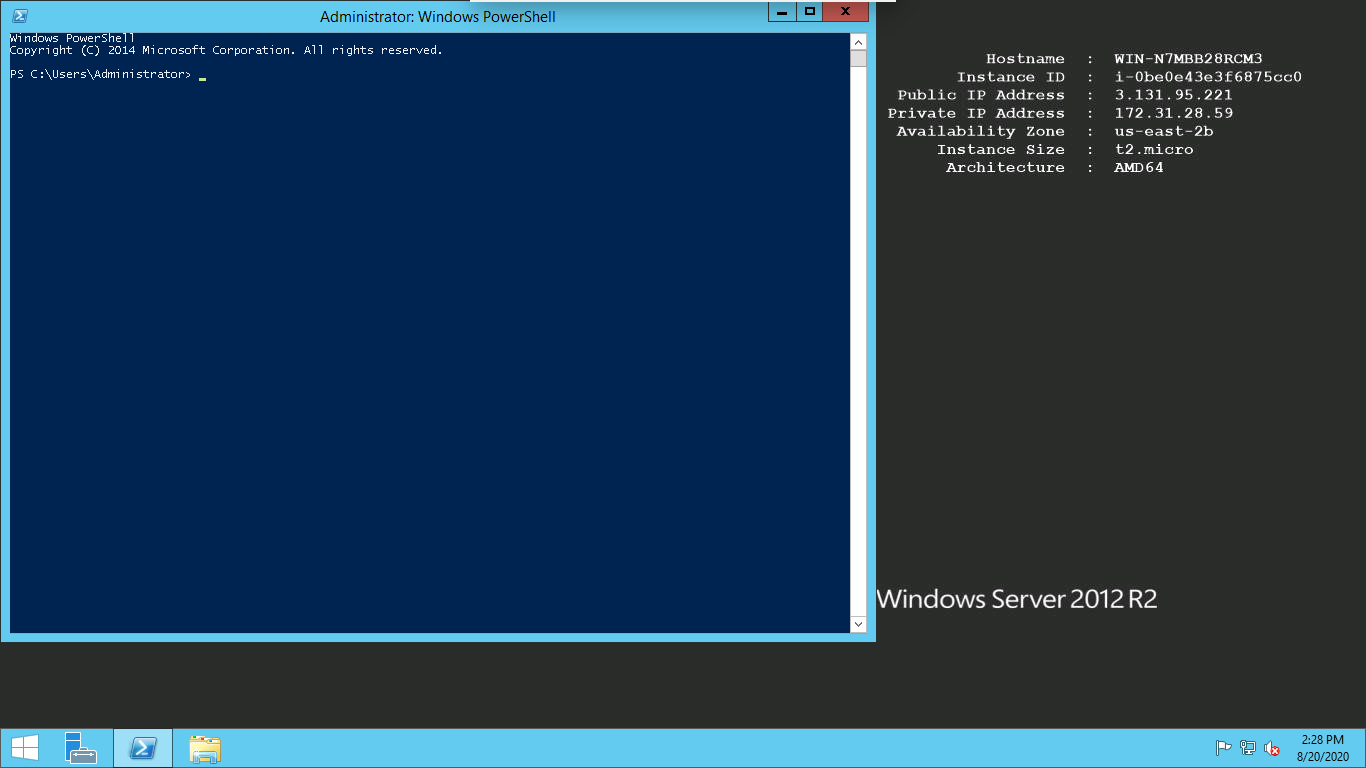 Administrator: Windows PowerShell
Windows PowerShell
Copyright (C) 2014 Microsoft Corporation. All rights reserved.
PS C:\Users\Administrator> _
Hostname : WIN-N7MBB28RCM3
Instance ID : i-0be0e43e3f6875cc0
Public IP Address : 3.131.95.221
Private IP Address : 172.31.28.59
Availability Zone : us-east-2b
Instance Size : t2.micro
Architecture : AMD64
Windows Server 2012 R2
2:28 PM
8/20/2020